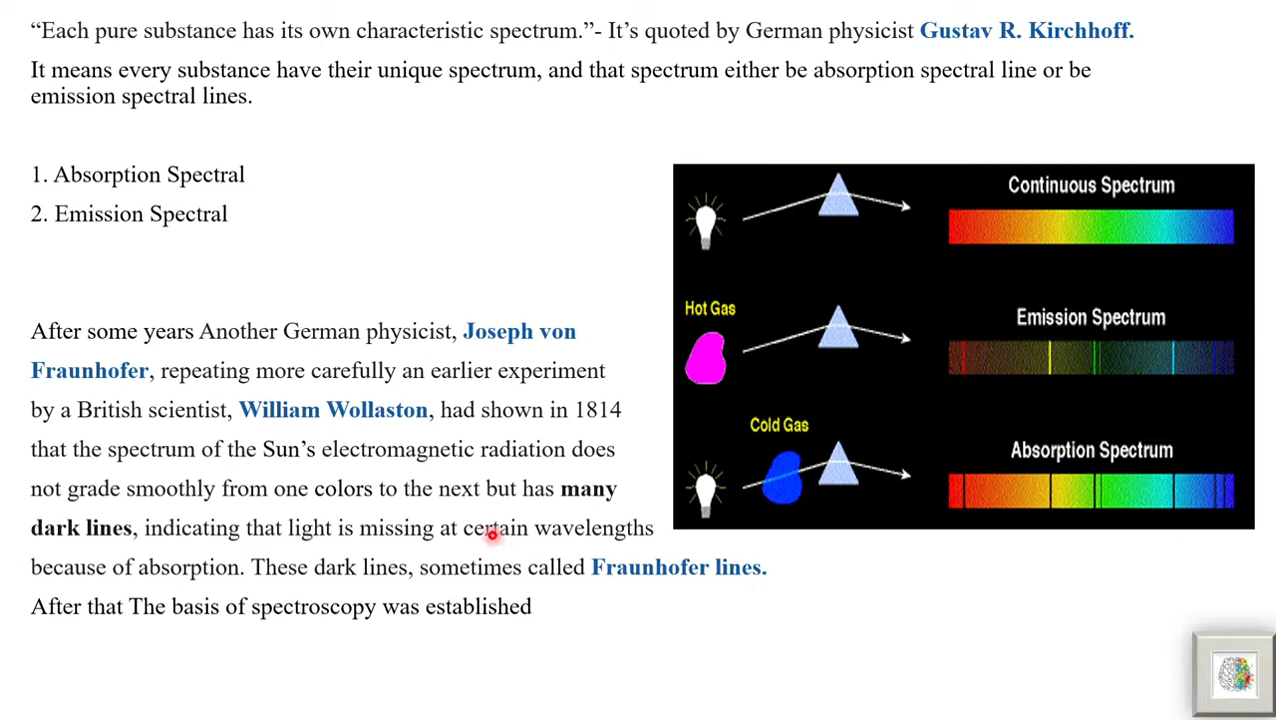 “Each pure substance has its own characteristic spectrum.”- It’s quoted by German physicist Gustav R. Kirchhoff.
It means every substance have their unique spectrum, and that spectrum either be absorption spectral line or be
emission spectral lines.
1. Absorption Spectral
2. Emission Spectral
Continuous Spectrum
Hot Gas
Emission Spectrum
Cold Gas
Absorption Spectrum
After some years Another German physicist, Joseph von
Fraunhofer, repeating more carefully an earlier experiment
by a British scientist, William Wollaston, had shown in 1814
that the spectrum of the Sun’s electromagnetic radiation does
not grade smoothly from one colors to the next but has many
dark lines, indicating that light is missing at certain wavelengths
because of absorption. These dark lines, sometimes called Fraunhofer lines.
After that The basis of spectroscopy was established